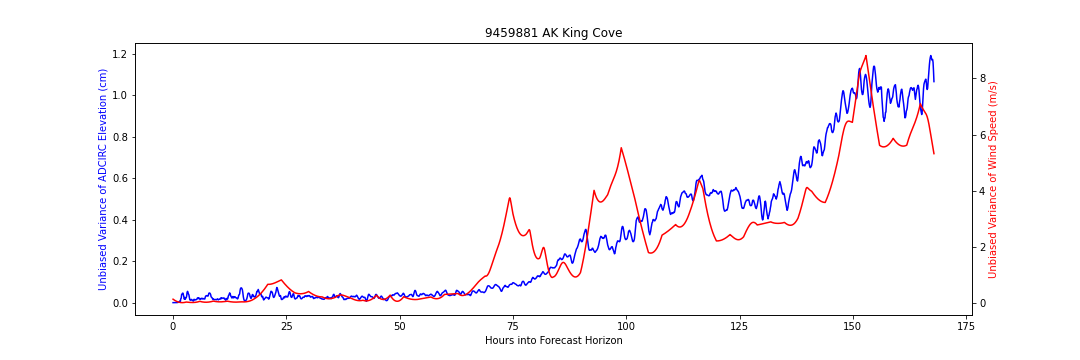 9459881 AK King Cove
Unbiased Variance of ADCIRC Elevation (cm)
1.2
1.0
0.8
0.6
0.4
0.2
0.0
8
6
4
2
0
Unbiased Variance of Wind Speed (m/s)
0 25 50 75 100 125 150 175
Hours into Forecast Horizon